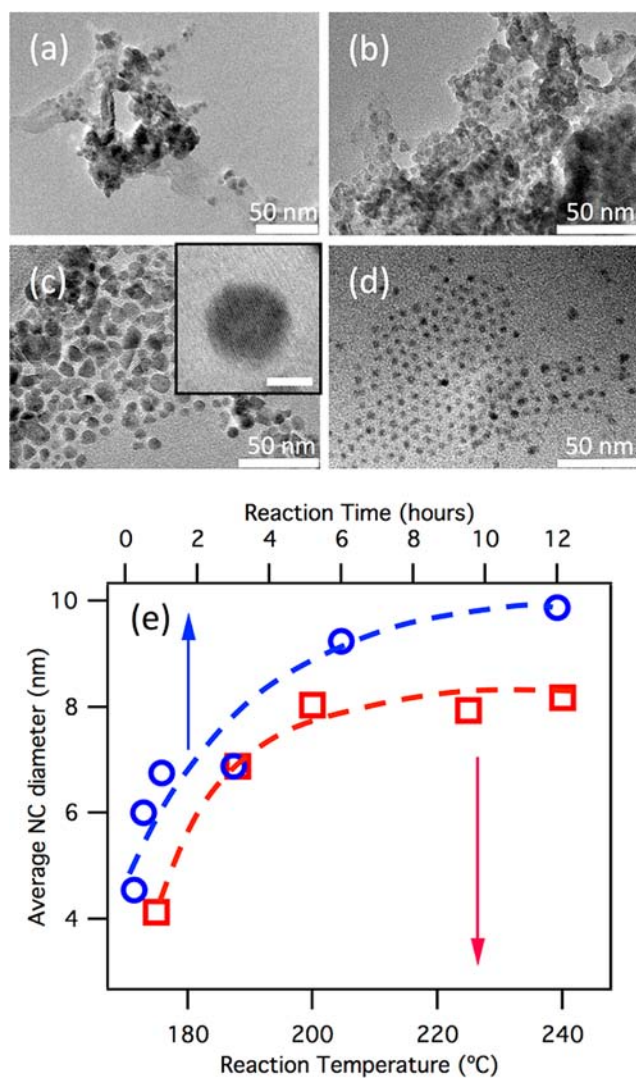 (a)
50 nm
(b)
50 nm
(c)
50 nm
(d)
50 nm
Reaction Time (hours)
0 2 4 6 8 10 12
(e)
10
8
6
4
Average NC diameter (nm)
180 200 220 240
Reaction Temperature (ºC)